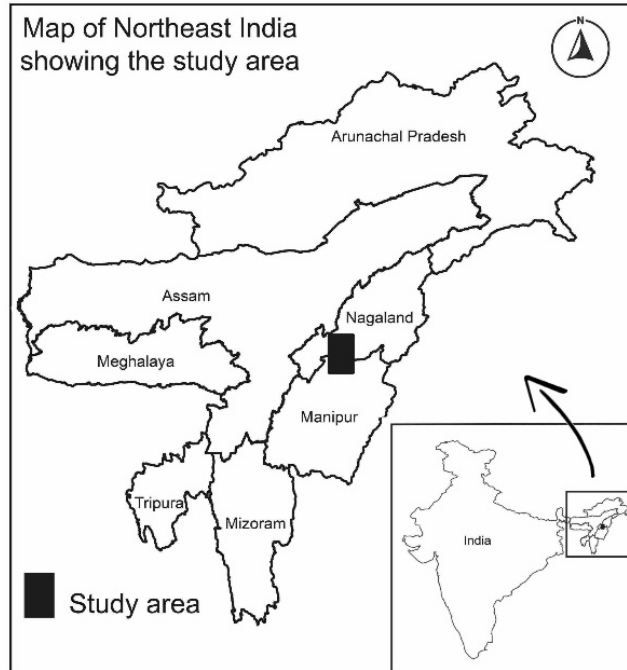 Map of Northeast India
showing the study area
N
Arunachal Pradesh
Assam
Nagaland
Meghalaya
Manipur
Tripura
Mizoram
India
Study area